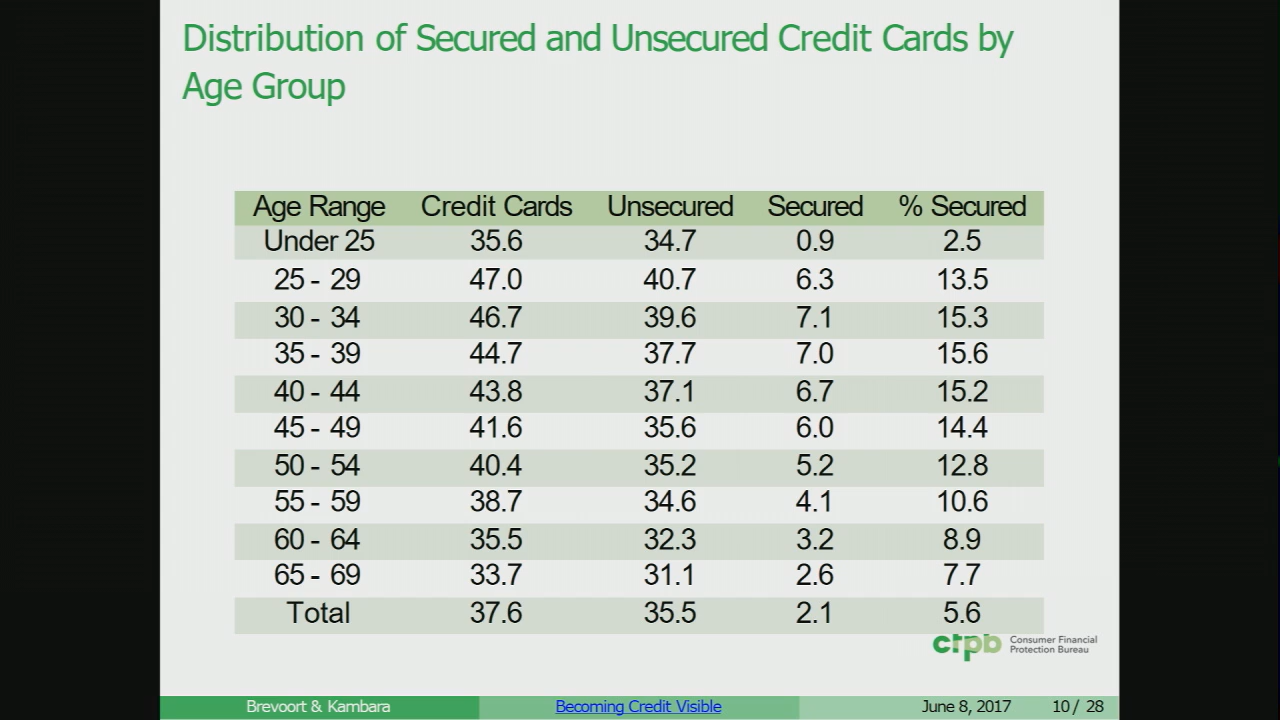 Distribution of Secured and Unsecured Credit Cards by
Age Group
Age Range Credit Cards Unsecured Secured % Secured
Under 25 35.6 34.7 0.9 2.5
25 - 29 47.0 40.7 6.3 13.5
30 - 34 46.7 39.6 7.1 15.3
35 - 39 44.7 37.7 7.0 15.6
40 - 44 43.8 37.1 6.7 15.2
45 - 49 41.6 35.6 6.0 14.4
50 - 54 40.4 35.2 5.2 12.8
55 - 59 38.7 34.6 4.1 10.6
60 - 64 35.5 32.3 3.2 8.9
65 - 69 33.7 31.1 2.6 7.7
Total 37.6 35.5 2.1 5.6
cfpb Consumer Financial
Protection Bureau
Brevoort & Kambara Becoming Credit Visible June 8, 2017 10 / 28